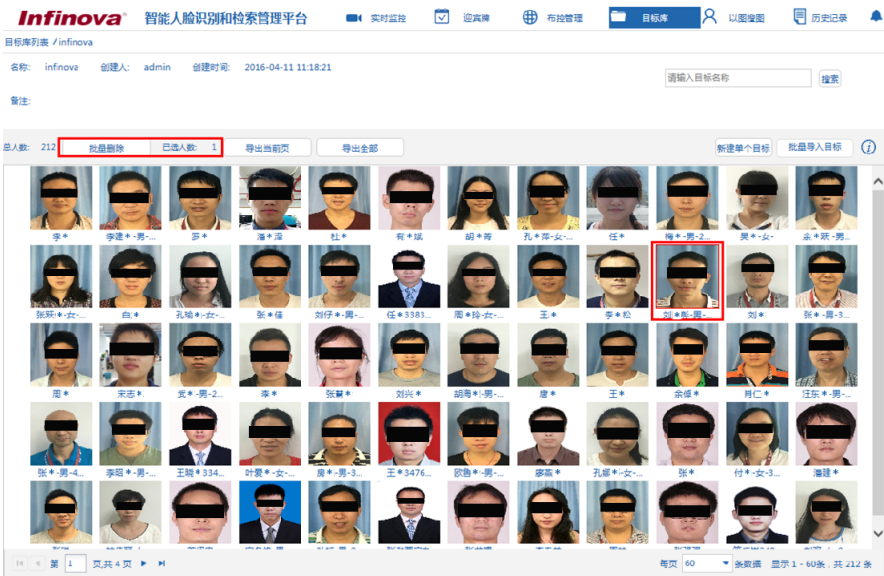 Infinova 智能人脸识别和检索管理平台 实时监控 迎宾牌 布控管理 目标库 以图搜图 历史记录
目标库列表 / infinova
名称: infinova 创建人: admin 创建时间: 2016-04-11 11:18:21
请输入目标名称 搜索
备注:
总人数: 212 批量删除 已选人数: 1 导出当前页 导出全部 新建单个目标 批量导入目标
李* 李建*-男-... 罗* 潘*泽 杜* 有*斌 胡*菁 孔*萍-女-... 任* 梅*-男-2... 吴*-女- 余*跃-男...
张跃*-女-... 白* 孔瑜*-女-... 张*佳 刘仔*-男-... 任*3383... 周*玲-女-... 王* 李*松 刘*彬-男-... 刘* 张*-男-3...
周* 宋志* 黄*-男-2... 李* 张慧* 刘兴* 胡海*-男-... 唐* 王* 余倬* 肖仁* 汪东*-男-...
张*-男-4... 李昭*-男-... 王晓*334... 叶爱*-女-... 房*-男-3... 王*3476... 欧鲁*-男-... 廖富* 孔娜*-女-... 张* 付*-女-3... 潘建*
第 1 页,共 4 页 每页 60 条数据 显示 1 - 60条,共 212 条